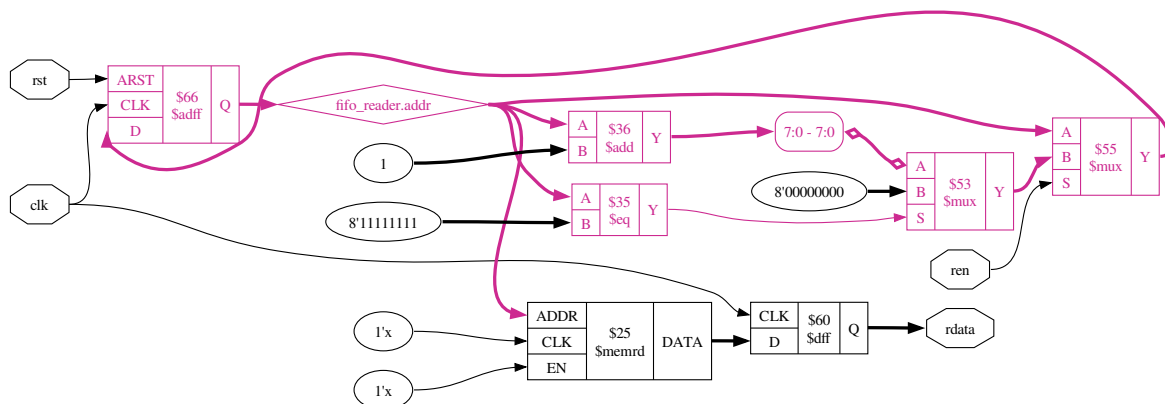 rst
ARST
CLK
D
$66
$adff
Q
clk
fifo_reader.addr
1
A
B
$36
$add
Y
7:0 - 7:0
8'11111111
A
B
$35
$eq
Y
8'00000000
A
B
S
$53
$mux
Y
ren
A
B
S
$55
$mux
Y
1'x
1'x
ADDR
CLK
EN
$25
$memrd
DATA
CLK
D
$60
$dff
Q
rdata